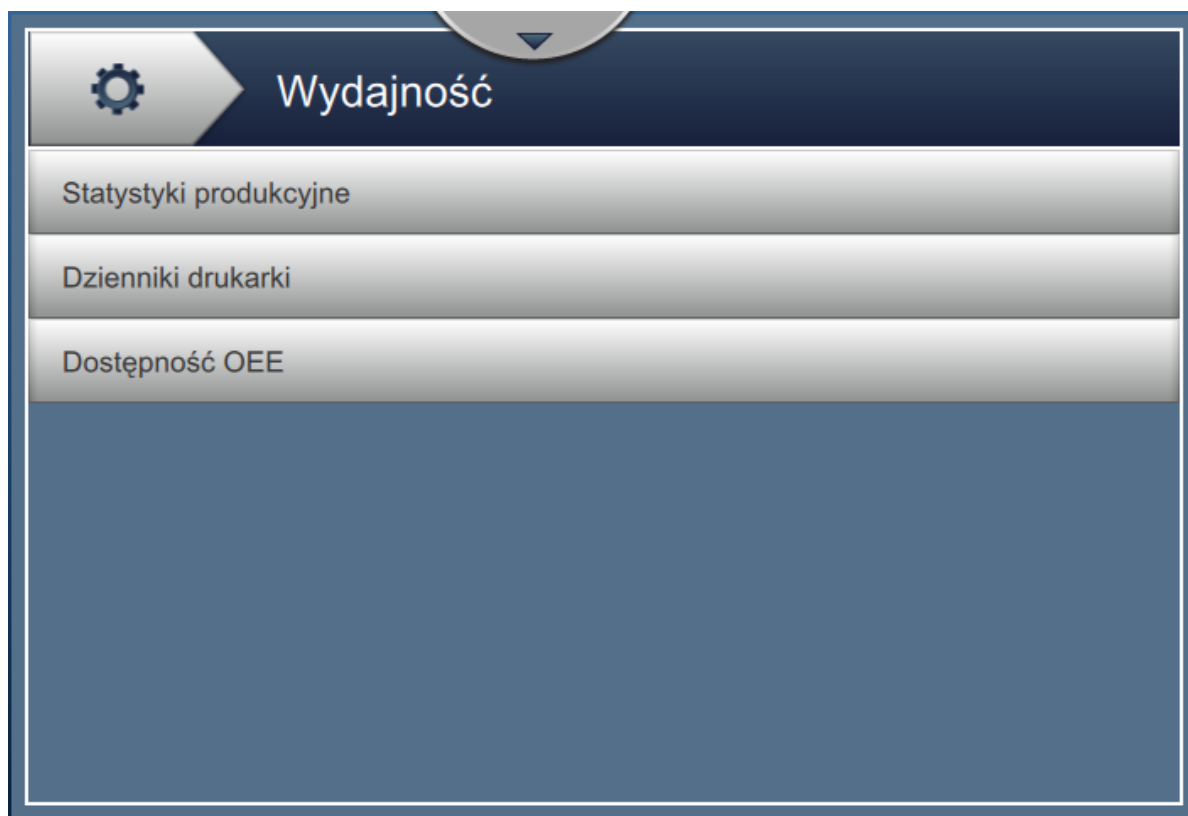 Wydajność
Statystyki produkcyjne
Dzienniki drukarki
Dostępność OEE